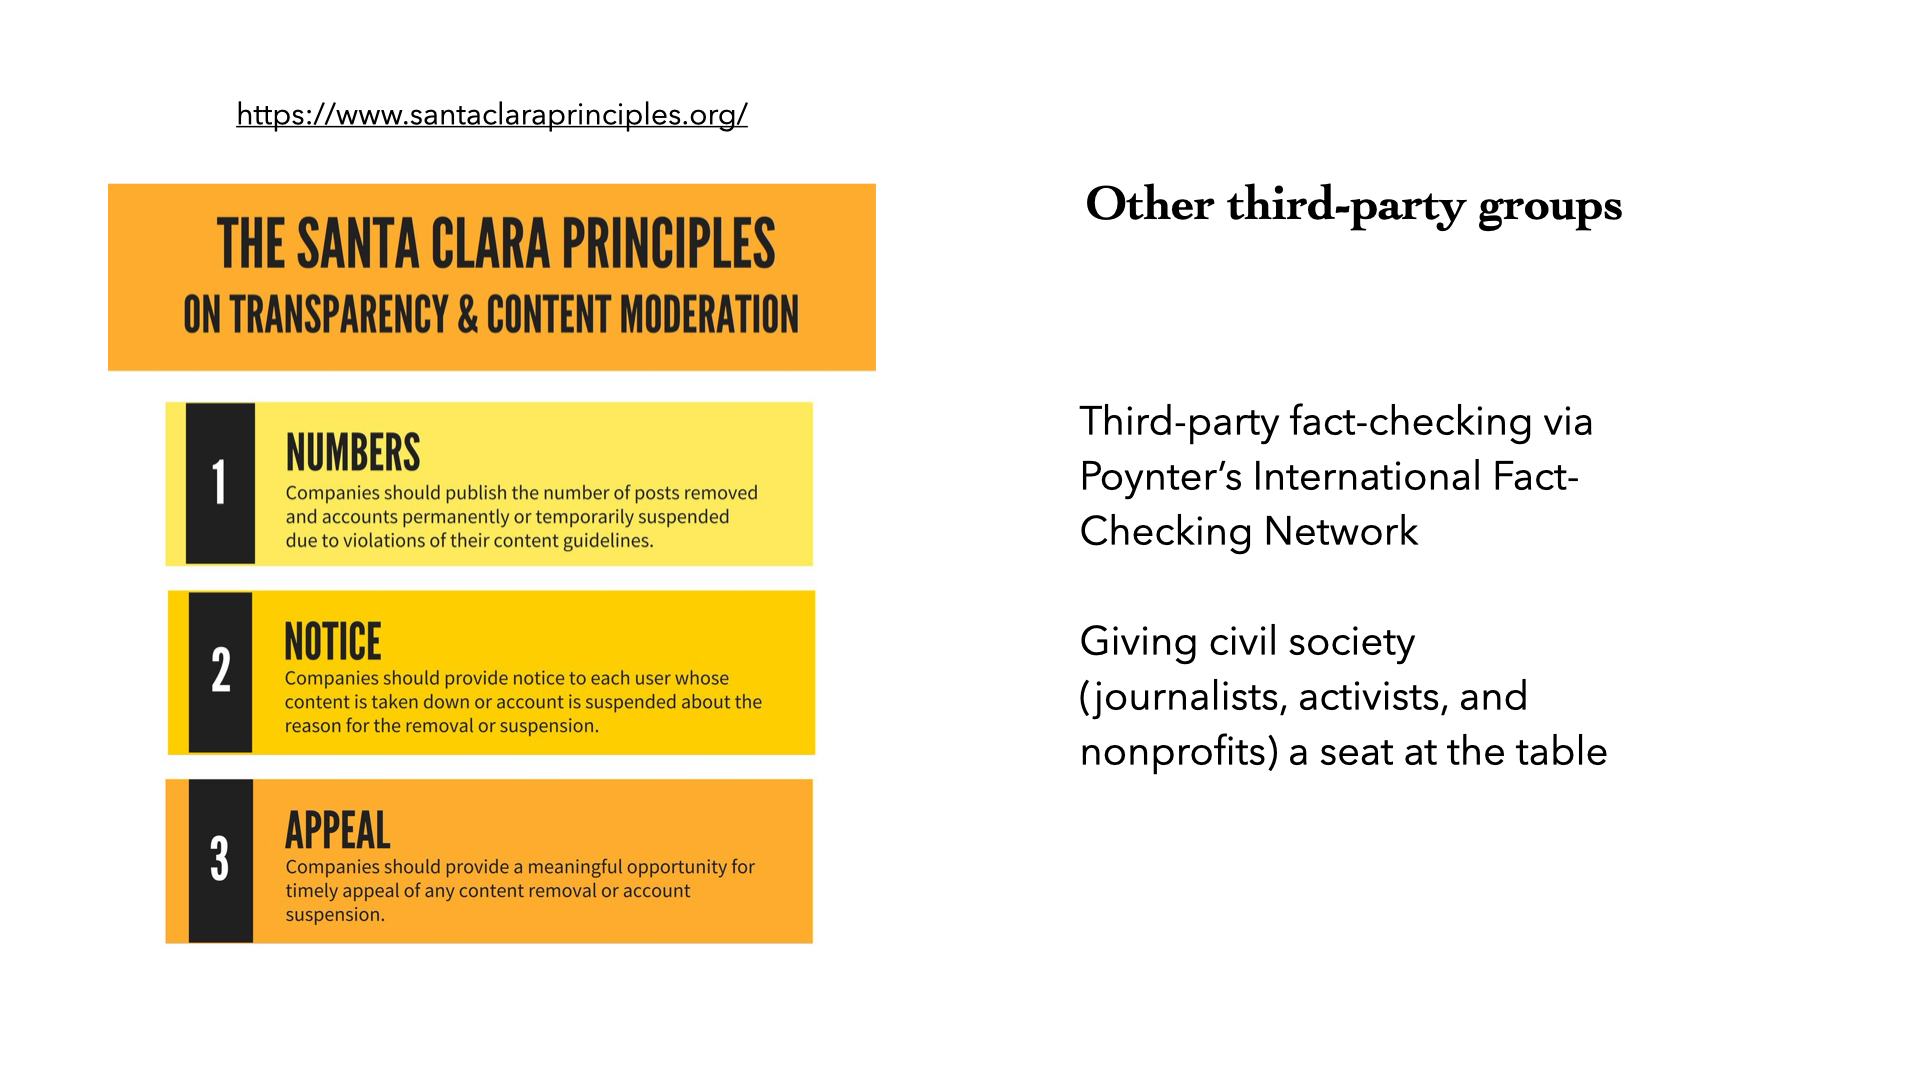 https://www.santaclaraprinciples.org/
THE SANTA CLARA PRINCIPLES
ON TRANSPARENCY & CONTENT MODERATION
1
NUMBERS
Companies should publish the number of posts removed
and accounts permanently or temporarily suspended
due to violations of their content guidelines.
2
NOTICE
Companies should provide notice to each user whose
content is taken down or account is suspended about the
reason for the removal or suspension.
3
APPEAL
Companies should provide a meaningful opportunity for
timely appeal of any content removal or account
suspension.
Other third-party groups
Third-party fact-checking via
Poynter’s International Fact-
Checking Network
Giving civil society
(journalists, activists, and
nonprofits) a seat at the table